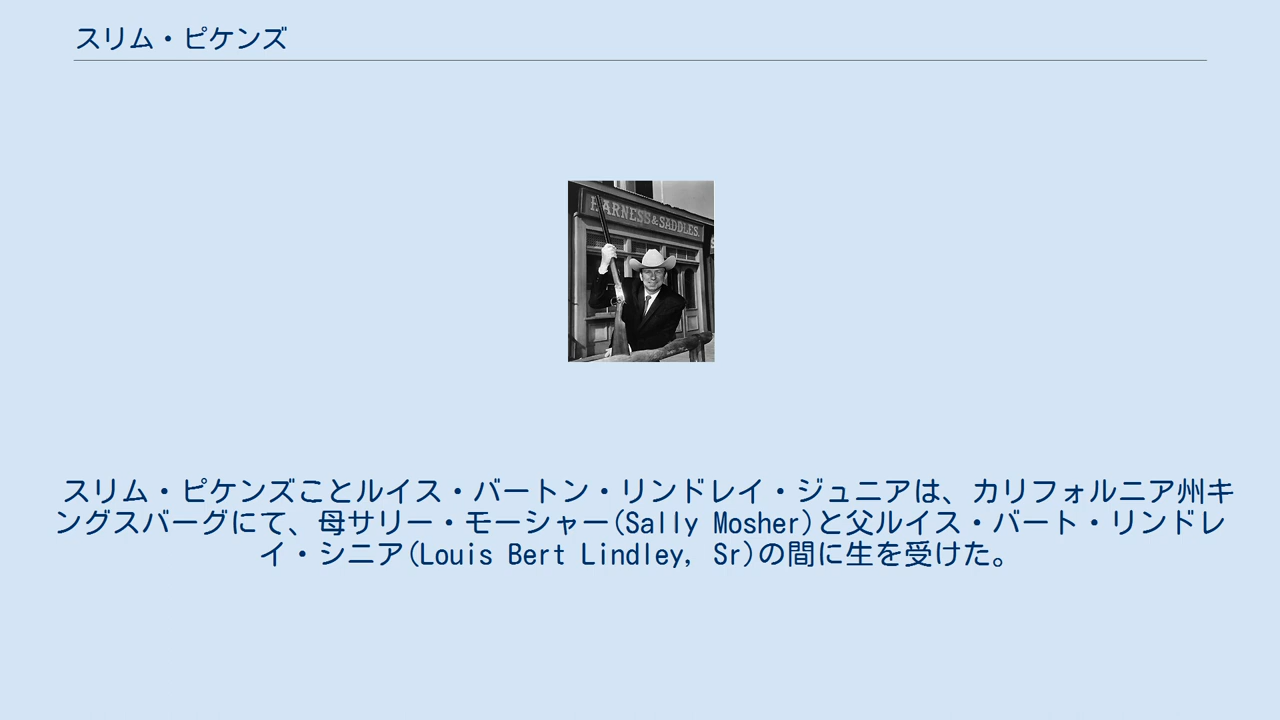 スリム・ピケンズ
HARNESS & SADDLES.
スリム・ピケンズことルイス・バートン・リンドレイ・ジュニアは、カリフォルニア州キ
ングスバーグにて、母サリー・モーシャー(Sally Mosher)と父ルイス・バート・リンドレ
イ・シニア(Louis Bert Lindley, Sr)の間に生を受けた。